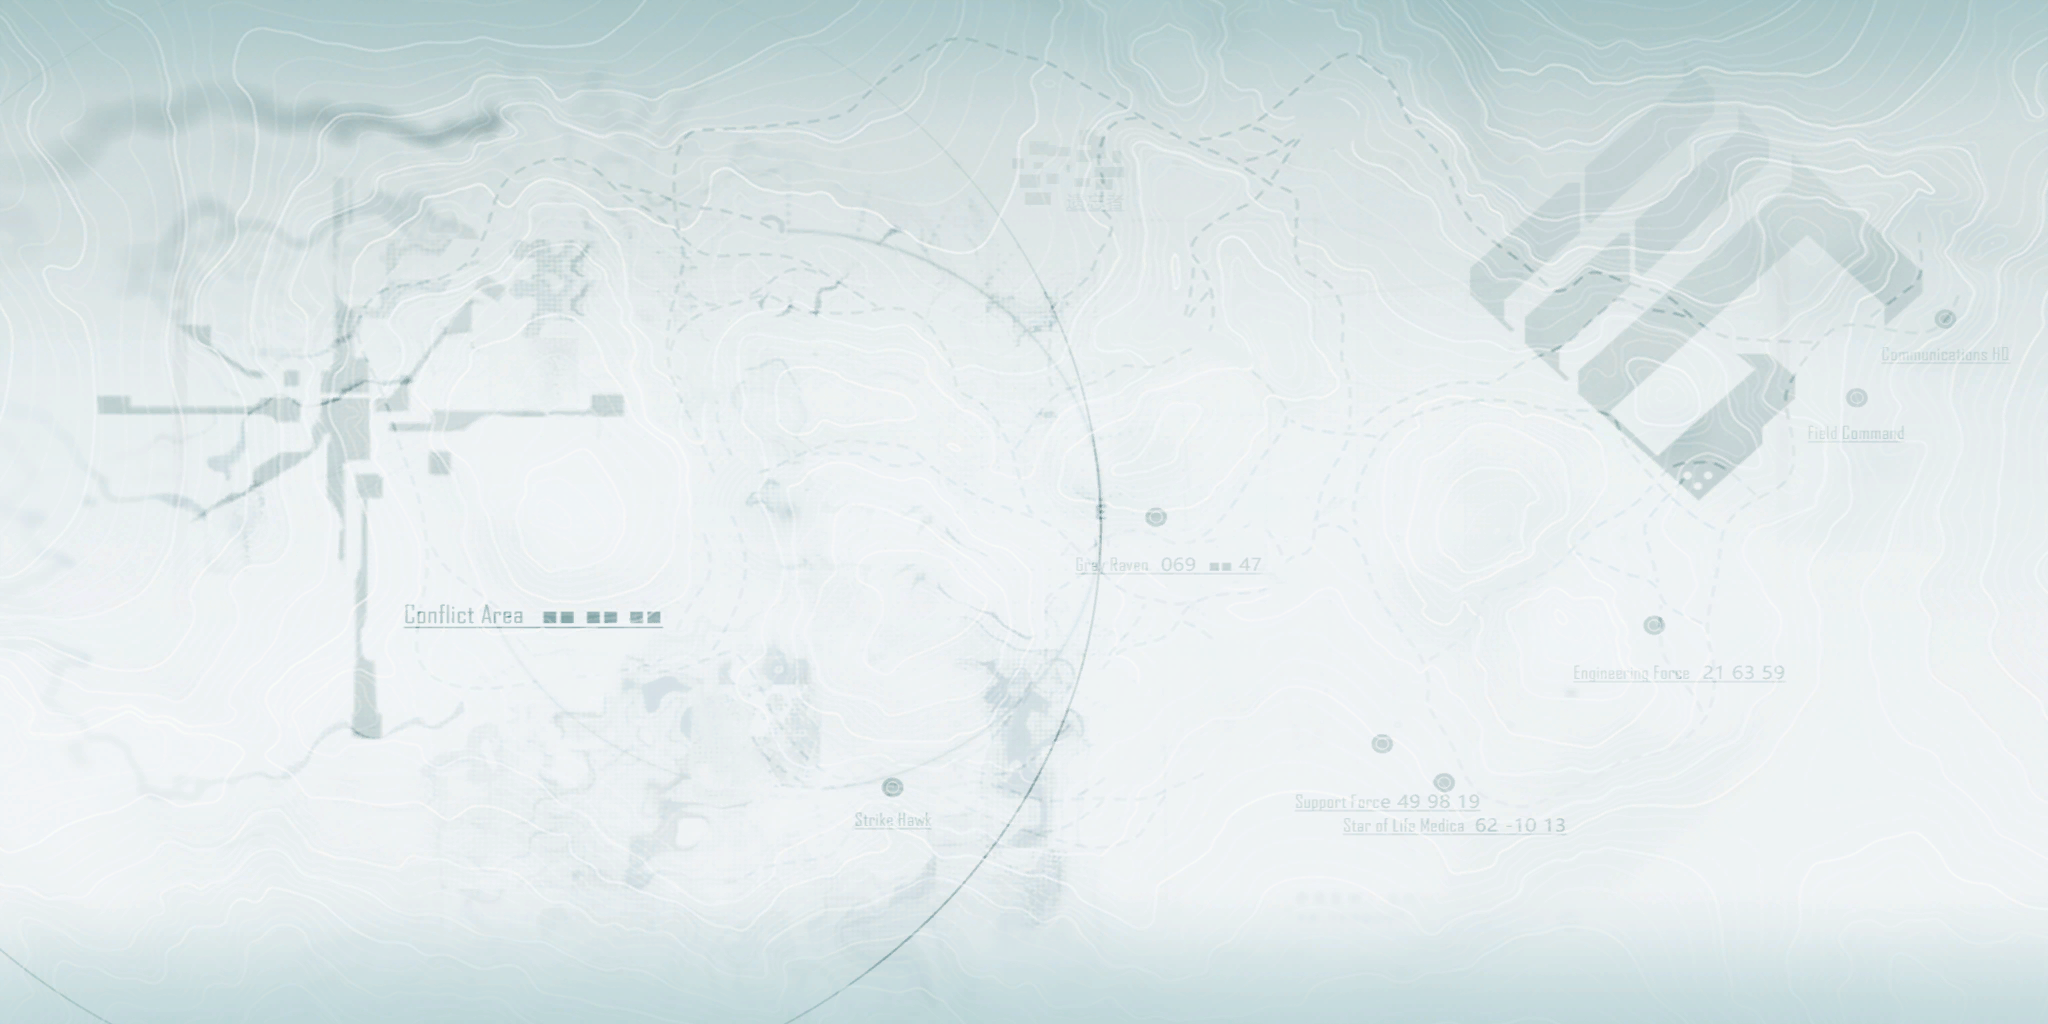 Communications HQ
Field Command
Gray Raven 069 ■■ 47
Conflict Area ■■ ■■ ■■
Engineering Force 21 63 59
Support Force 49 98 19
Strike Hawk
Star of Life Medica 62 -10 13